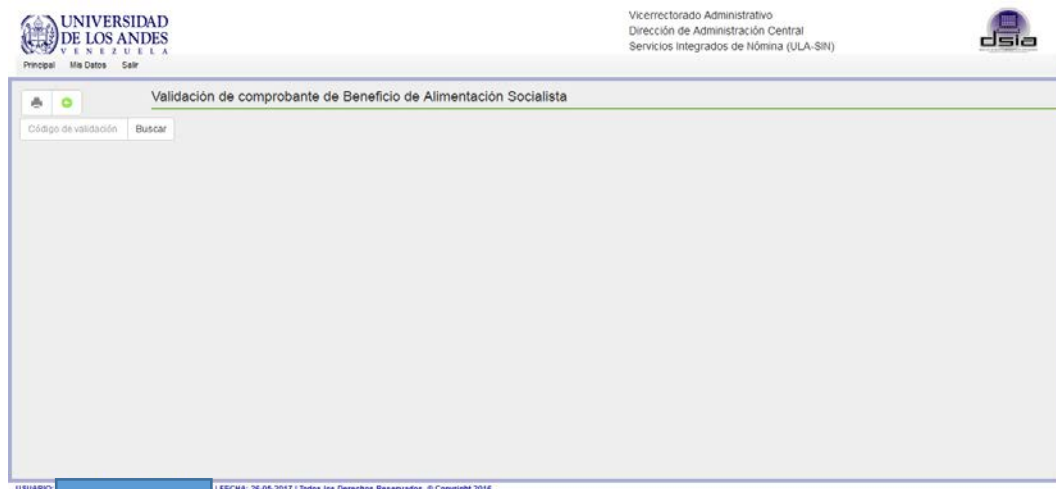 UNIVERSIDAD
DE LOS ANDES
VENEZUELA
Vicerrectorado Administrativo
Dirección de Administración Central
Servicios Integrados de Nómina (ULA-SIN)
dsia
Principal Mis Datos Salir
Validación de comprobante de Beneficio de Alimentación Socialista
Código de validación Buscar
USUARIO: | FECHA: 26-05-2017 | Todos los Derechos Reservados. © Copyright 2016